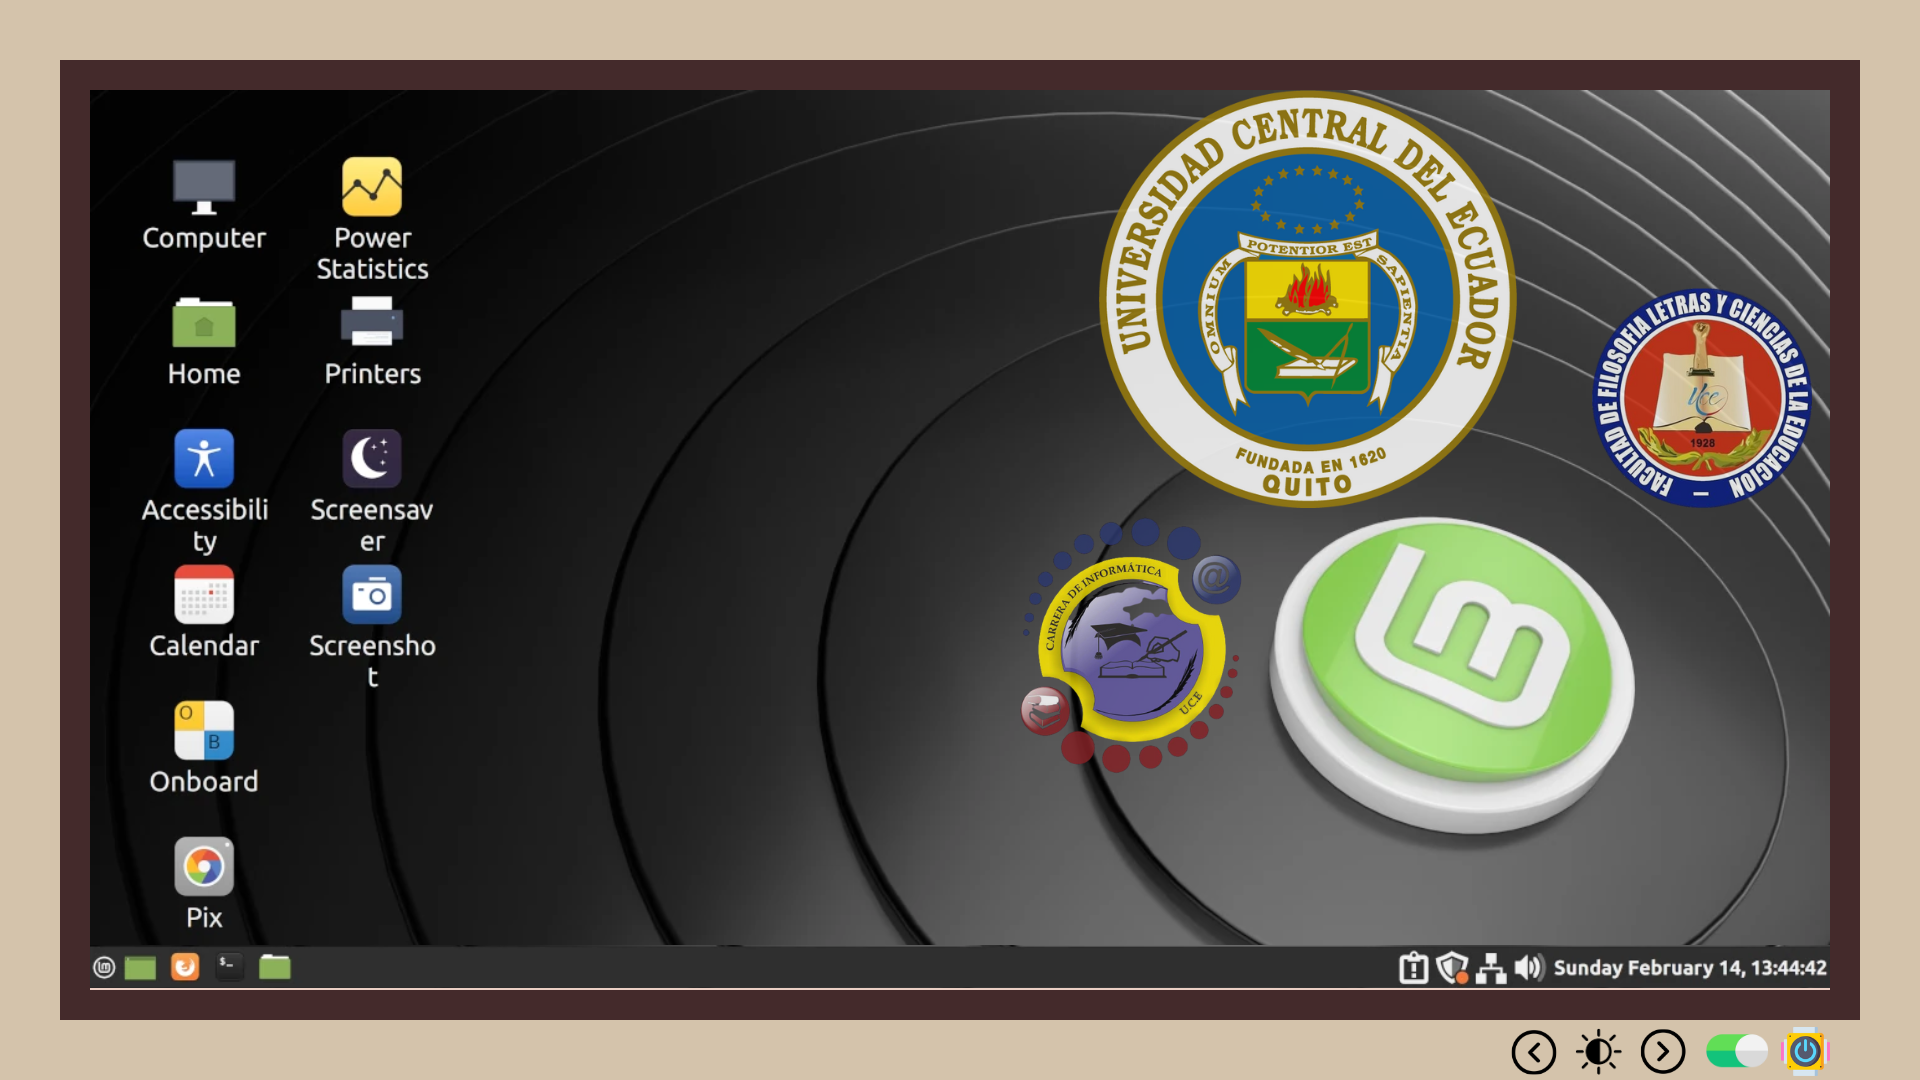 Computer
Power
Statistics
Home
Printers
Accessibili
ty
Screensav
er
Calendar
Screensho
t
Onboard
O
B
Pix
UNIVERSIDAD CENTRAL DEL ECUADOR
OMNIUM
POTENTIOR EST
SAPIENTIA
FUNDADA EN 1620
QUITO
FACULTAD DE FILOSOFIA LETRAS Y CIENCIAS DE LA EDUCACION
UCE
1928
CARRERA DE INFORMÁTICA
@
U.C.E
$_
Sunday February 14, 13:44:42